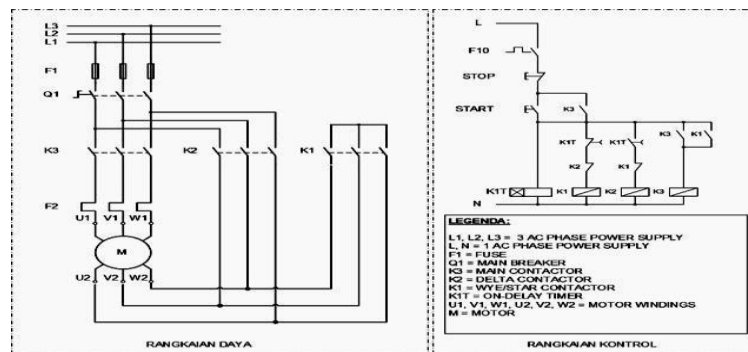 L3
L2
L1
F1
Q1
K3
K2
K1
F2
U1 V1 W1
M
U2 V2 W2
RANGKAIAN DAYA
L
F10
STOP
START
K3
K1T
K1T
K3
K1
K2
K1
K1T
K1
K2
K3
N
LEGENDA:
L1, L2, L3 = 3 AC PHASE POWER SUPPLY
L, N = 1 AC PHASE POWER SUPPLY
F1 = FUSE
Q1 = MAIN BREAKER
K3 = MAIN CONTACTOR
K2 = DELTA CONTACTOR
K1 = WYE/STAR CONTACTOR
K1T = ON-DELAY TIMER
U1, V1, W1, U2, V2, W2 = MOTOR WINDINGS
M = MOTOR
RANGKAIAN KONTROL